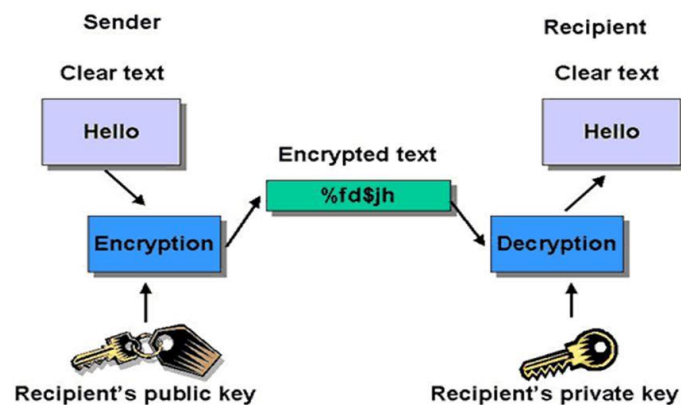 Sender
Recipient
Clear text
Clear text
Hello
Hello
Encrypted text
%fd$jh
Encryption
Decryption
Recipient's public key
Recipient's private key